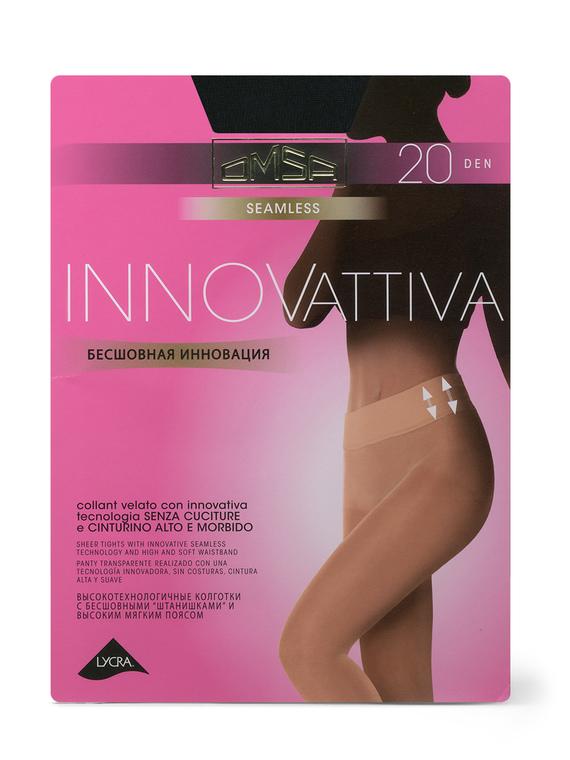 OMSA
20 DEN
SEAMLESS
INNOVATTIVA
БЕСШОВНАЯ ИННОВАЦИЯ
collant velato con innovativa
tecnologia SENZA CUCITURE
e CINTURINO ALTO E MORBIDO
SHEER TIGHTS WITH INNOVATIVE SEAMLESS
TECHNOLOGY AND HIGH AND SOFT WAISTBAND
PANTY TRANSPARENTE REALIZADO CON UNA
TECNOLOGÍA INNOVADORA, SIN COSTURAS, CINTURA
ALTA Y SUAVE
ВЫСОКОТЕХНОЛОГИЧНЫЕ КОЛГОТКИ
С БЕСШОВНЫМИ "ШТАНИШКАМИ" И
ВЫСОКИМ МЯГКИМ ПОЯСОМ
LYCRA